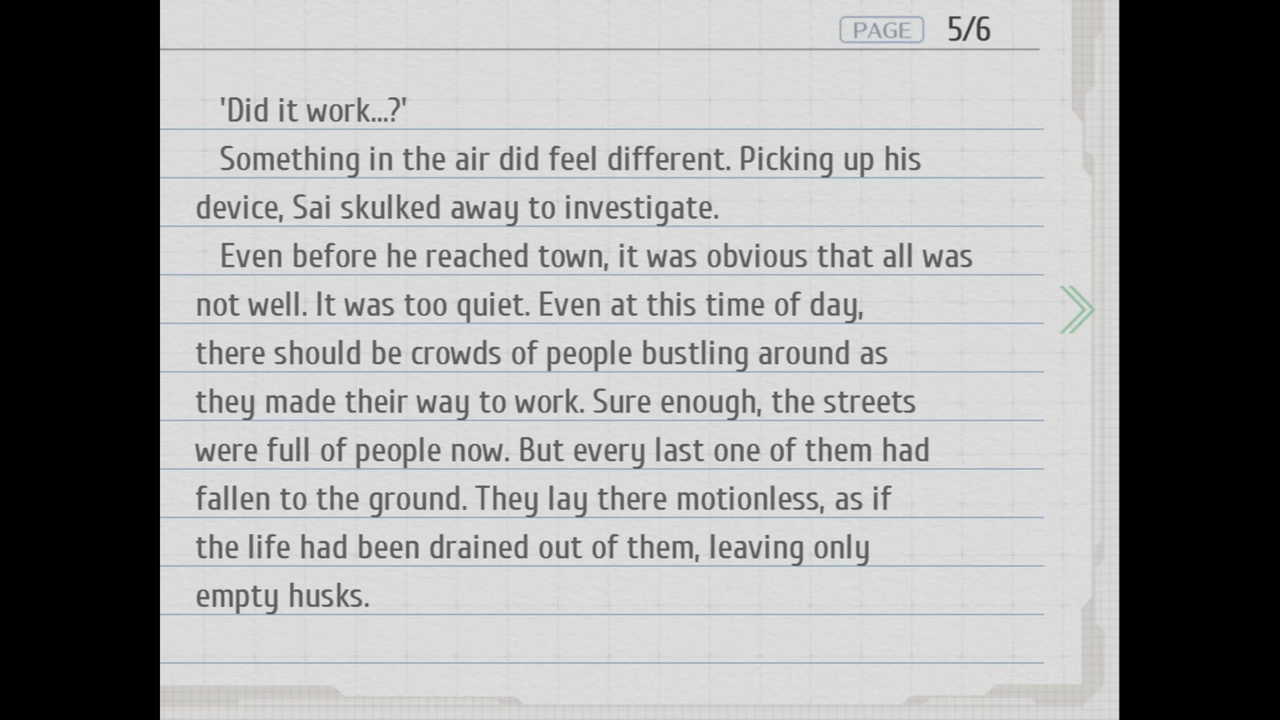 PAGE 5/6
'Did it work...?'
Something in the air did feel different. Picking up his
device, Sai skulked away to investigate.
Even before he reached town, it was obvious that all was
not well. It was too quiet. Even at this time of day,
there should be crowds of people bustling around as
they made their way to work. Sure enough, the streets
were full of people now. But every last one of them had
fallen to the ground. They lay there motionless, as if
the life had been drained out of them, leaving only
empty husks.